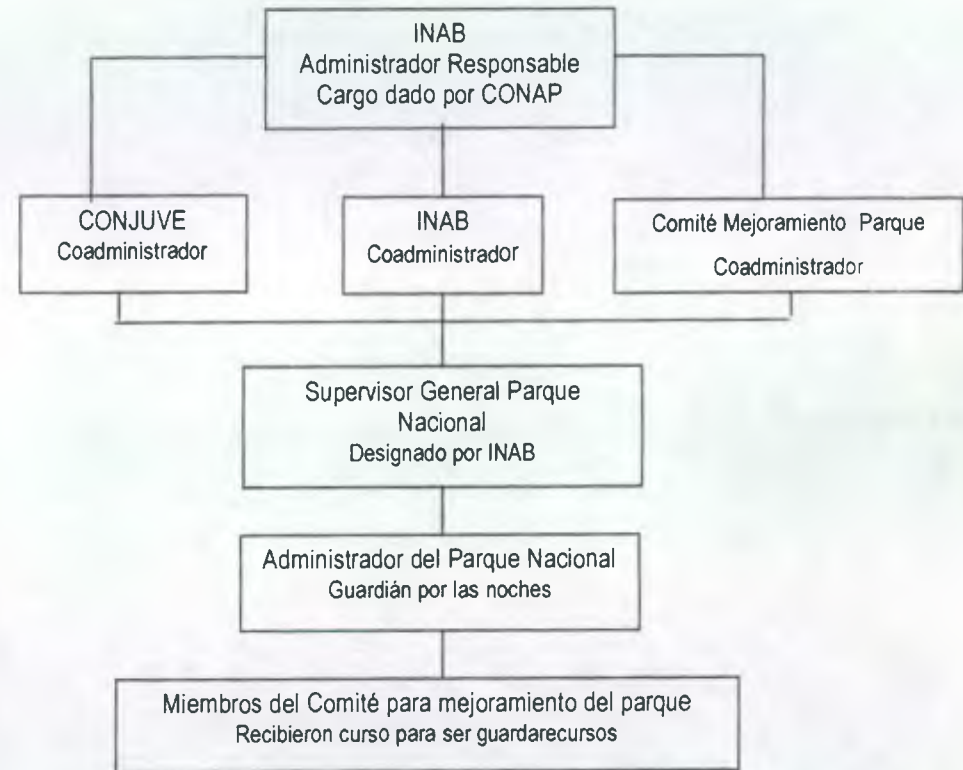 INAB
Administrador Responsable
Cargo dado por CONAP
CONJUVE
Coadministrador
INAB
Coadministrador
Comité Mejoramiento Parque
Coadministrador
Supervisor General Parque
Nacional
Designado por INAB
Administrador del Parque Nacional
Guardián por las noches
Miembros del Comité para mejoramiento del parque
Recibieron curso para ser guardarecursos